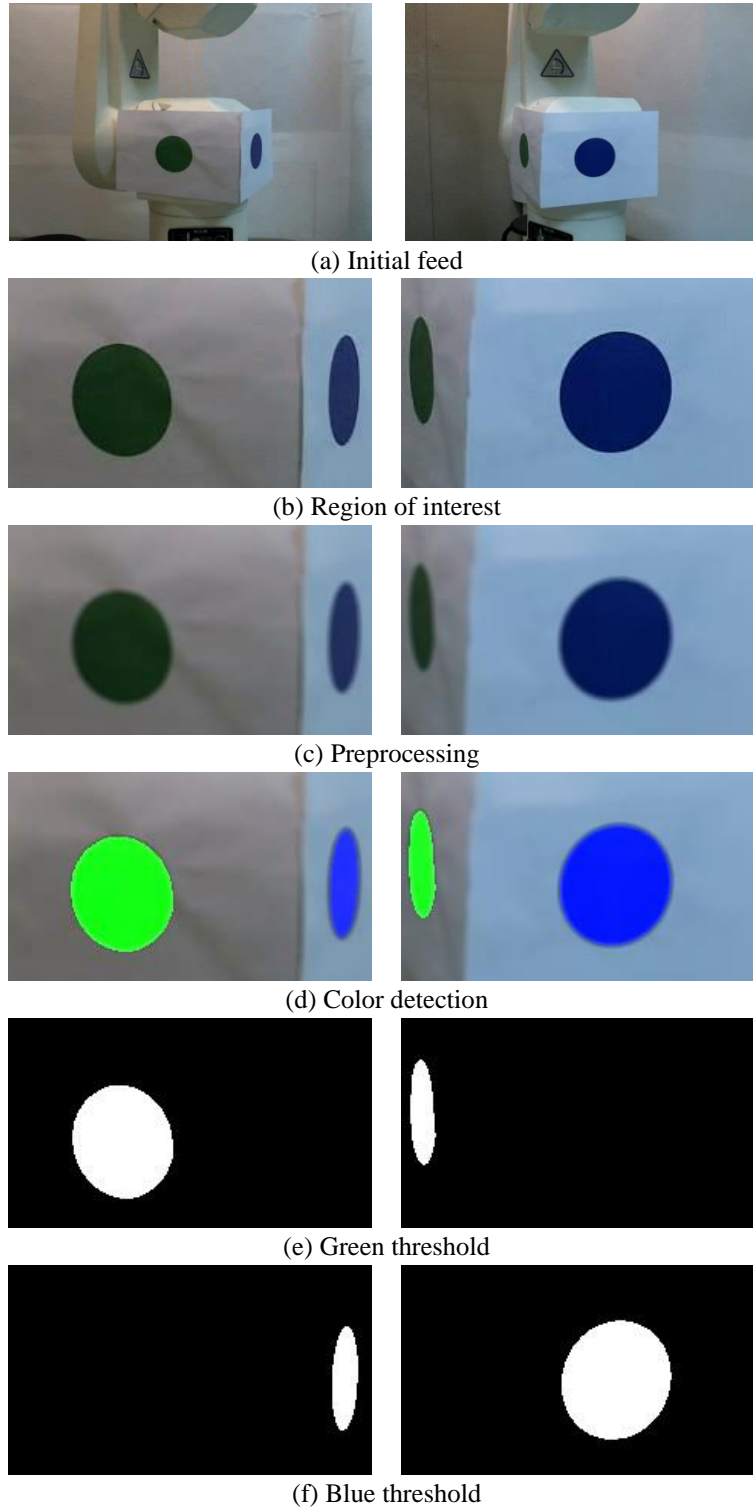 (a) Initial feed
(b) Region of interest
(c) Preprocessing
(d) Color detection
(e) Green threshold
(f) Blue threshold